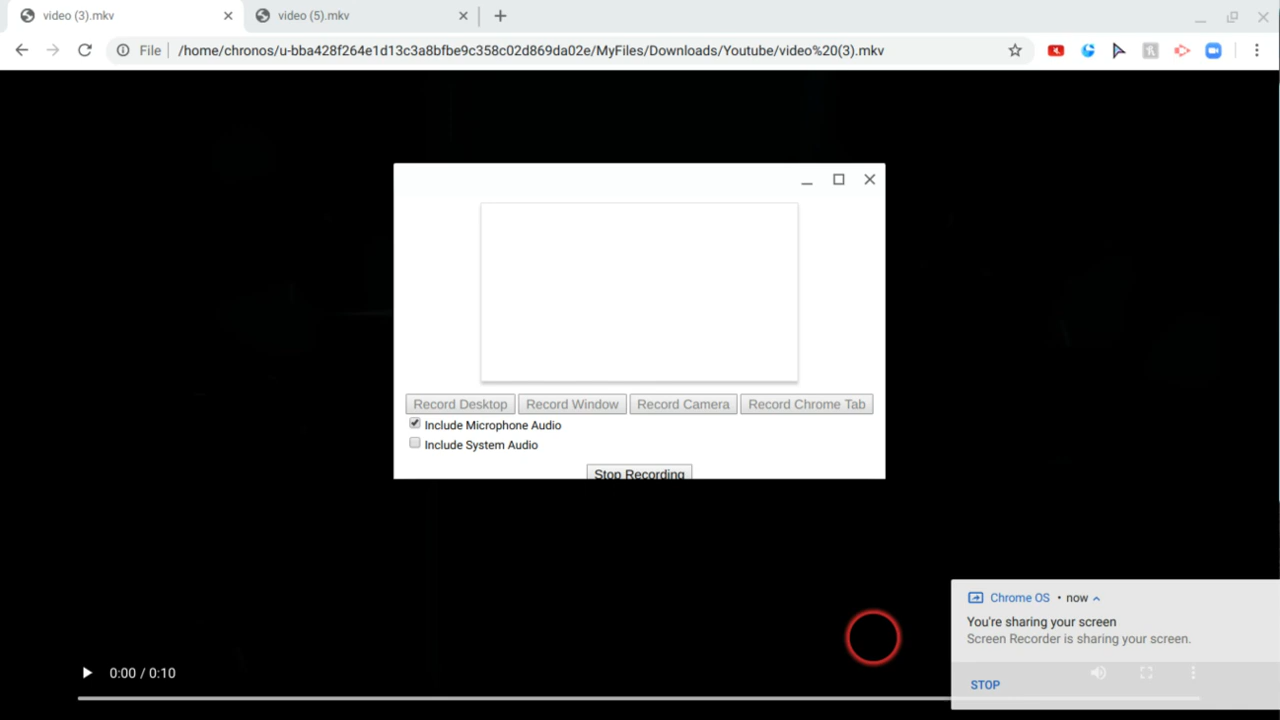 video (3).mkv
video (5).mkv
File
/home/chronos/u-bba428f264e1d13c3a8bfbe9c358c02d869da02e/MyFiles/Downloads/Youtube/video%20(3).mkv
Record Desktop
Record Window
Record Camera
Record Chrome Tab
Include Microphone Audio
Include System Audio
Stop Recording
Chrome OS • now
You're sharing your screen
Screen Recorder is sharing your screen.
STOP
0:00 / 0:10